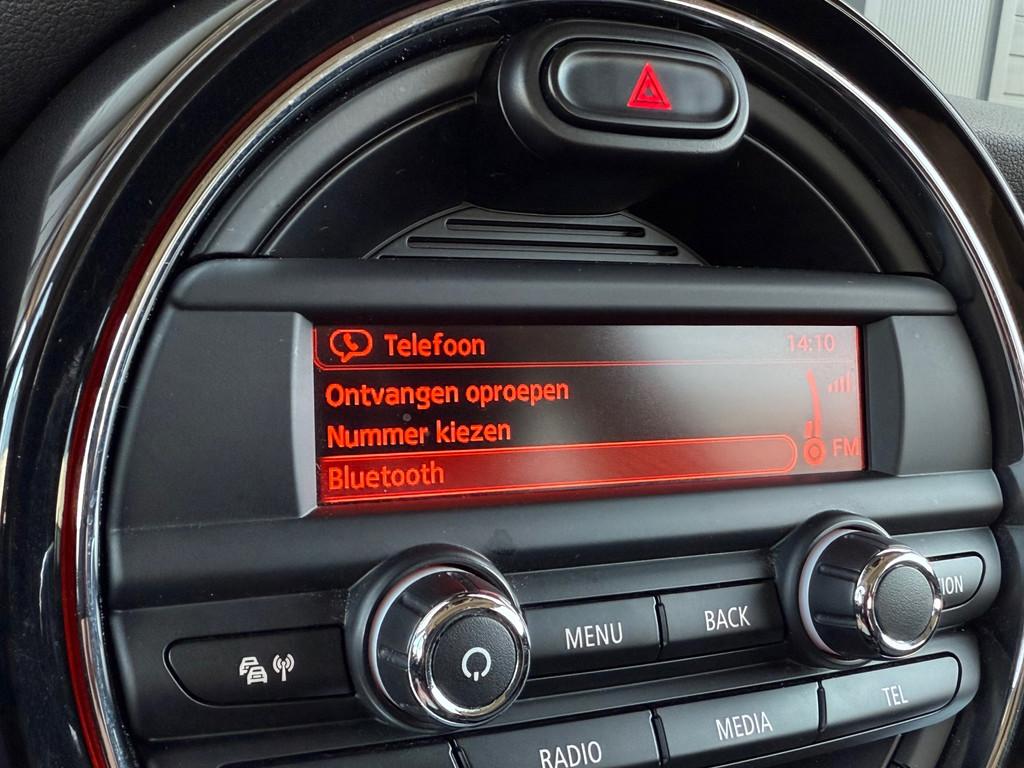 Telefoon 14:10
Ontvangen oproepen
Nummer kiezen
Bluetooth FM
MENU BACK
RADIO MEDIA TEL